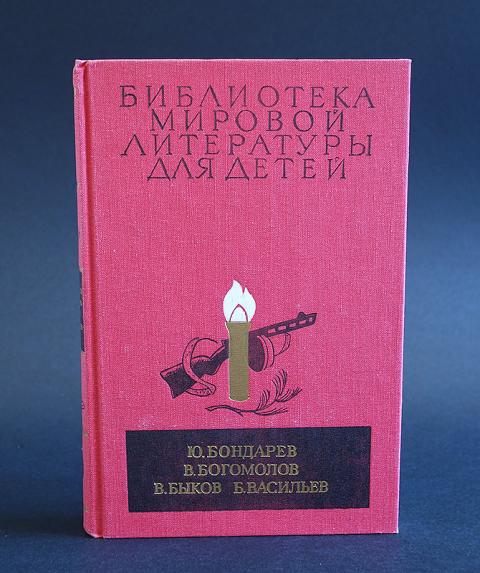 БИБЛИОТЕКА
МИРОВОЙ
ЛИТЕРАТУРЫ
ДЛЯ ДЕТЕЙ
Ю. БОНДАРЕВ
В. БОГОМОЛОВ
В. БЫКОВ Б. ВАСИЛЬЕВ